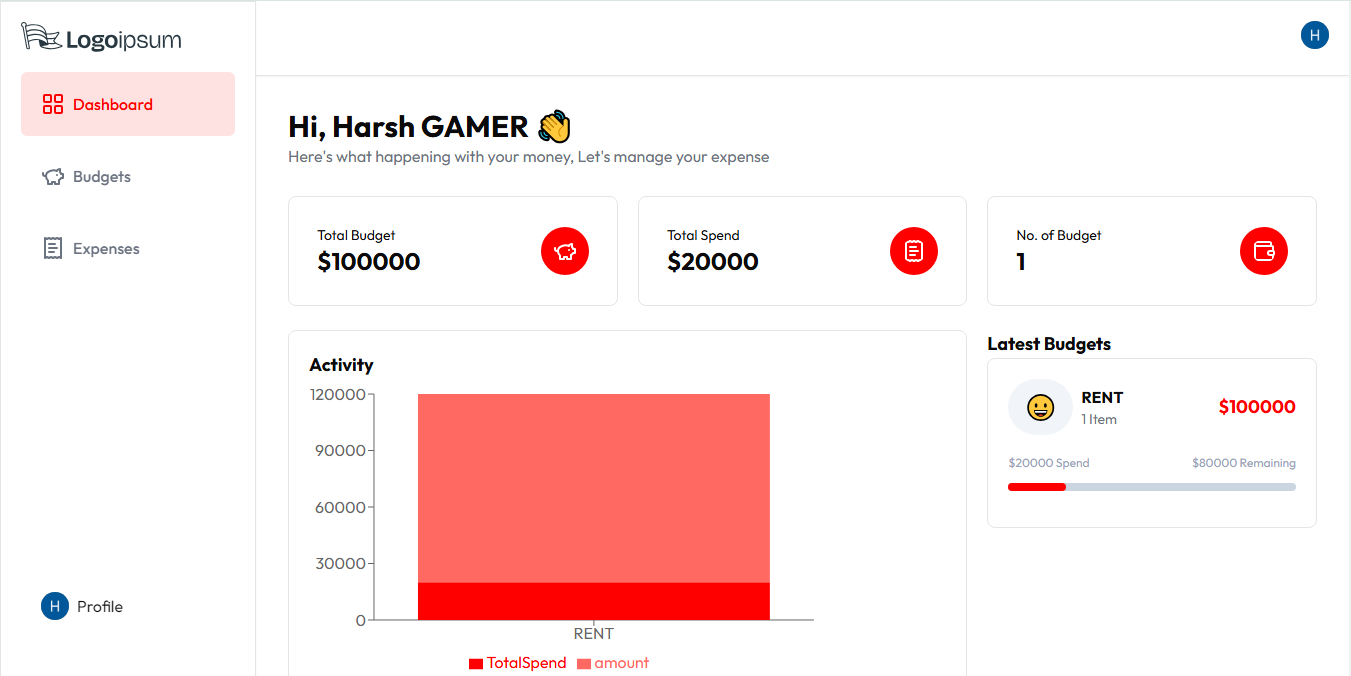 Logoipsum
H
Dashboard
Budgets
Expenses
H Profile
Hi, Harsh GAMER 👋
Here's what happening with your money, Let's manage your expense
Total Budget
$100000
Total Spend
$20000
No. of Budget
1
Activity
120000
90000
60000
30000
0
RENT
TotalSpend amount
Latest Budgets
RENT
1 Item
$100000
$20000 Spend $80000 Remaining